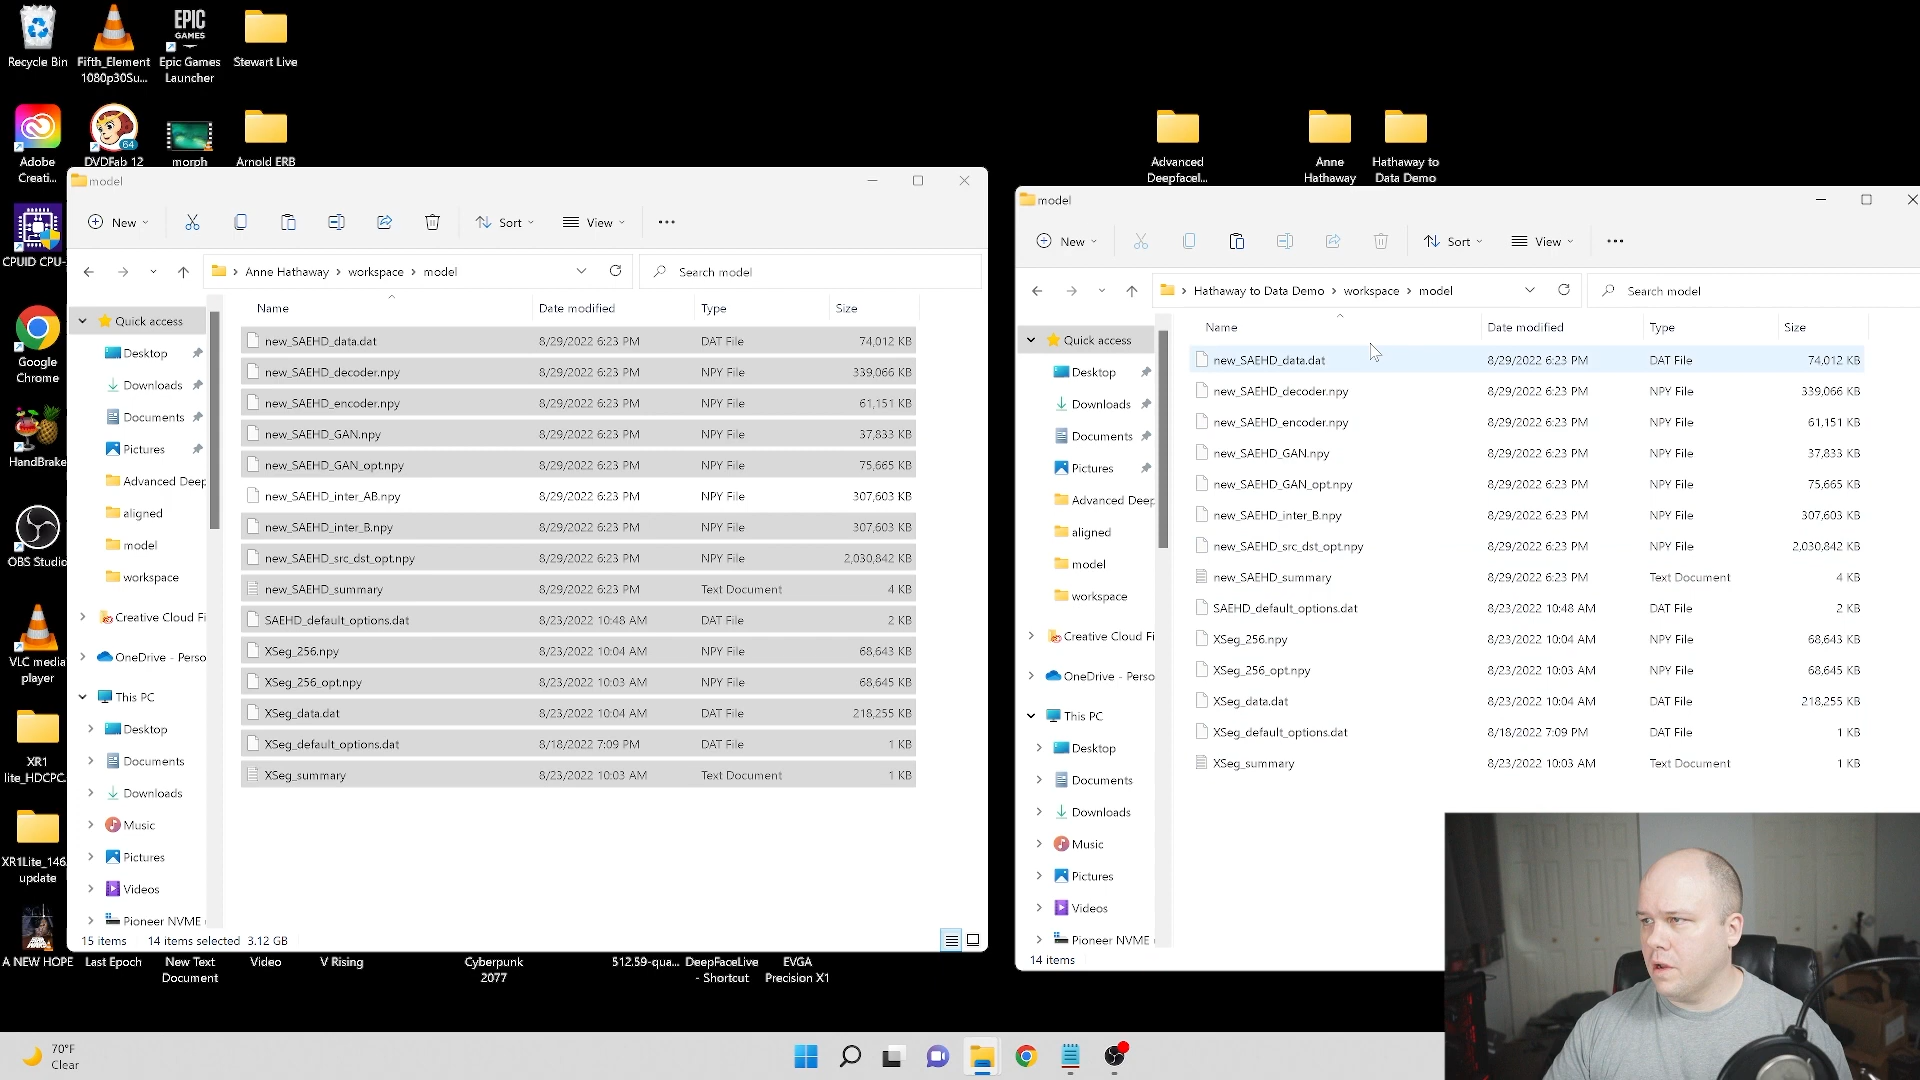 Recycle Bin
Fifth_Element
1080p30Su...
EPIC
GAMES
Epic Games
Launcher
Stewart Live
Adobe
Creati...
64
DVDFab 12
morph
Arnold ERB
CPUID CPU-
Google
Chrome
HandBrake
OBS Studio
VLC media
player
XR1
lite_HDCPC.
XR1Lite_146
update
A NEW HOPE
Last Epoch
New Text
Document
Video
V Rising
Cyberpunk
2077
512.59-qua...
DeepFaceLive
- Shortcut
EVGA
Precision X1
Advanced
Deepfacel...
Anne
Hathaway
Hathaway to
Data Demo
model
New
Sort
View
Anne Hathaway > workspace > model
Search model
Quick access
Desktop
Downloads
Documents
Pictures
Advanced Deep
aligned
model
workspace
Creative Cloud Fi
OneDrive - Perso
This PC
Desktop
Documents
Downloads
Music
Pictures
Videos
Pioneer NVME (
Name Date modified Type Size
new_SAEHD_data.dat 8/29/2022 6:23 PM DAT File 74,012 KB
new_SAEHD_decoder.npy 8/29/2022 6:23 PM NPY File 339,066 KB
new_SAEHD_encoder.npy 8/29/2022 6:23 PM NPY File 61,151 KB
new_SAEHD_GAN.npy 8/29/2022 6:23 PM NPY File 37,833 KB
new_SAEHD_GAN_opt.npy 8/29/2022 6:23 PM NPY File 75,665 KB
new_SAEHD_inter_AB.npy 8/29/2022 6:23 PM NPY File 307,603 KB
new_SAEHD_inter_B.npy 8/29/2022 6:23 PM NPY File 307,603 KB
new_SAEHD_src_dst_opt.npy 8/29/2022 6:23 PM NPY File 2,030,842 KB
new_SAEHD_summary 8/29/2022 6:23 PM Text Document 4 KB
SAEHD_default_options.dat 8/23/2022 10:48 AM DAT File 2 KB
XSeg_256.npy 8/23/2022 10:04 AM NPY File 68,643 KB
XSeg_256_opt.npy 8/23/2022 10:03 AM NPY File 68,645 KB
XSeg_data.dat 8/23/2022 10:04 AM DAT File 218,255 KB
XSeg_default_options.dat 8/18/2022 7:09 PM DAT File 1 KB
XSeg_summary 8/23/2022 10:03 AM Text Document 1 KB
15 items 14 items selected 3.12 GB
model
New
Sort
View
Hathaway to Data Demo > workspace > model
Search model
Quick access
Desktop
Downloads
Documents
Pictures
Advanced Deep
aligned
model
workspace
Creative Cloud Fi
OneDrive - Perso
This PC
Desktop
Documents
Downloads
Music
Pictures
Videos
Pioneer NVME
Name Date modified Type Size
new_SAEHD_data.dat 8/29/2022 6:23 PM DAT File 74,012 KB
new_SAEHD_decoder.npy 8/29/2022 6:23 PM NPY File 339,066 KB
new_SAEHD_encoder.npy 8/29/2022 6:23 PM NPY File 61,151 KB
new_SAEHD_GAN.npy 8/29/2022 6:23 PM NPY File 37,833 KB
new_SAEHD_GAN_opt.npy 8/29/2022 6:23 PM NPY File 75,665 KB
new_SAEHD_inter_B.npy 8/29/2022 6:23 PM NPY File 307,603 KB
new_SAEHD_src_dst_opt.npy 8/29/2022 6:23 PM NPY File 2,030,842 KB
new_SAEHD_summary 8/29/2022 6:23 PM Text Document 4 KB
SAEHD_default_options.dat 8/23/2022 10:48 AM DAT File 2 KB
XSeg_256.npy 8/23/2022 10:04 AM NPY File 68,643 KB
XSeg_256_opt.npy 8/23/2022 10:03 AM NPY File 68,645 KB
XSeg_data.dat 8/23/2022 10:04 AM DAT File 218,255 KB
XSeg_default_options.dat 8/18/2022 7:09 PM DAT File 1 KB
XSeg_summary 8/23/2022 10:03 AM Text Document 1 KB
14 items
70°F
Clear